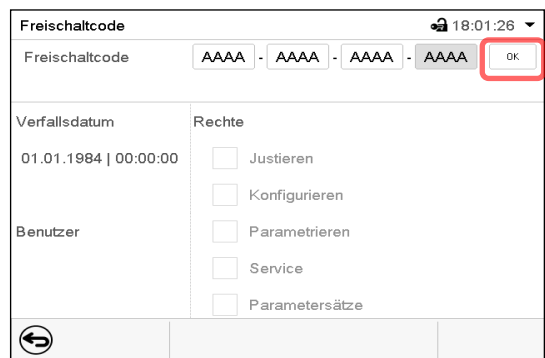 Freischaltcode 18:01:26
Freischaltcode AAAA - AAAA - AAAA - AAAA OK
Verfallsdatum Rechte
01.01.1984 | 00:00:00 Justieren
Konfigurieren
Benutzer Parametrieren
Service
Parametersätze